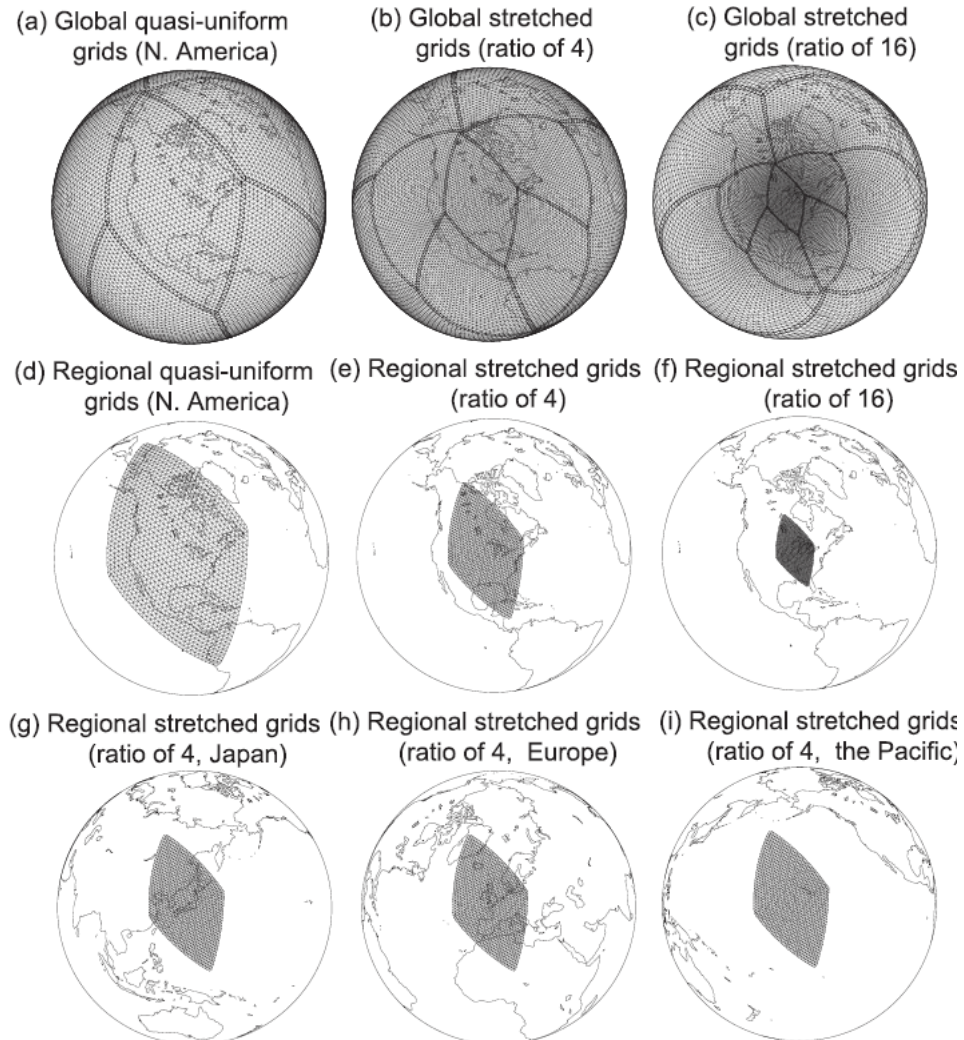 (a) Global quasi-uniform
grids (N. America)
(b) Global stretched
grids (ratio of 4)
(c) Global stretched
grids (ratio of 16)
(d) Regional quasi-uniform
grids (N. America)
(e) Regional stretched grids
(ratio of 4)
(f) Regional stretched grids
(ratio of 16)
(g) Regional stretched grids
(ratio of 4, Japan)
(h) Regional stretched grids
(ratio of 4, Europe)
(i) Regional stretched grids
(ratio of 4, the Pacific)